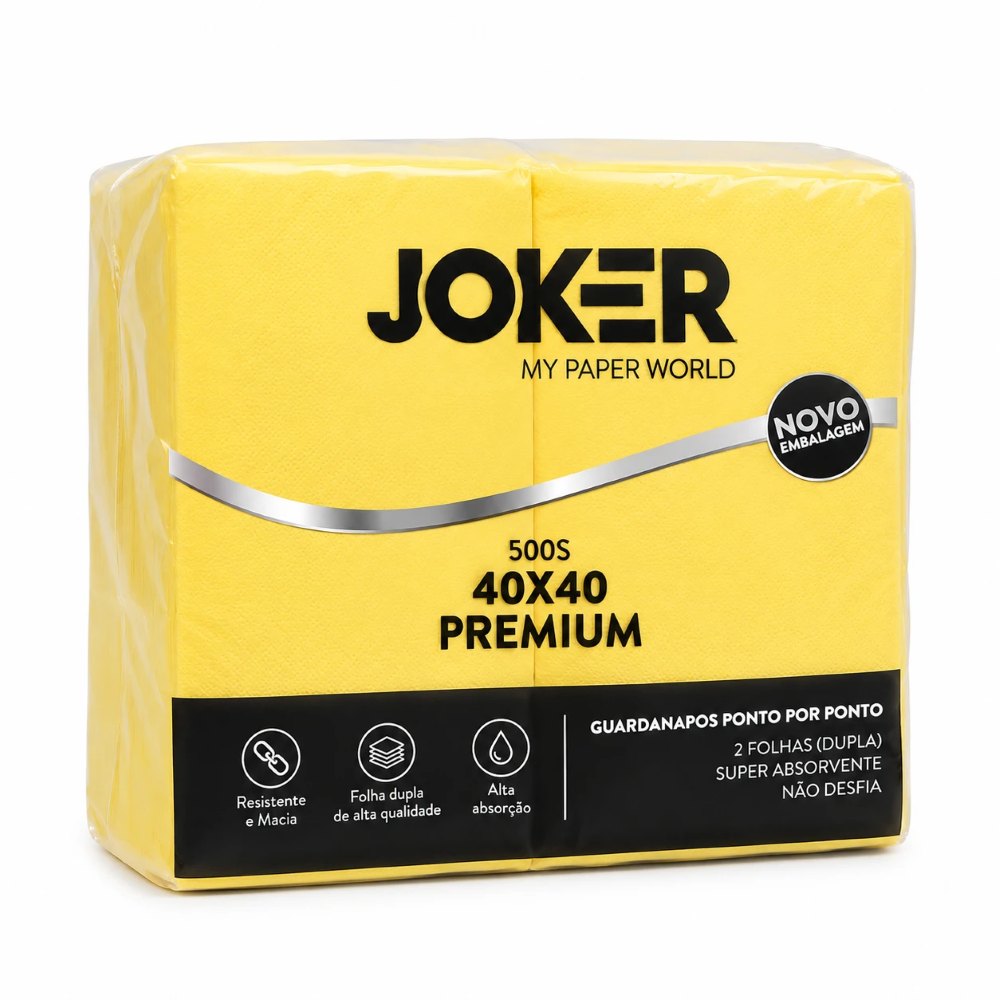 JOKER
MY PAPER WORLD
NOVO
EMBALAGEM
500S
40X40
PREMIUM
Resistente
e Macia
Folha dupla
de alta qualidade
Alta
absorção
GUARDANAPOS PONTO POR PONTO
2 FOLHAS (DUPLA)
SUPER ABSORVENTE
NÃO DESFIA